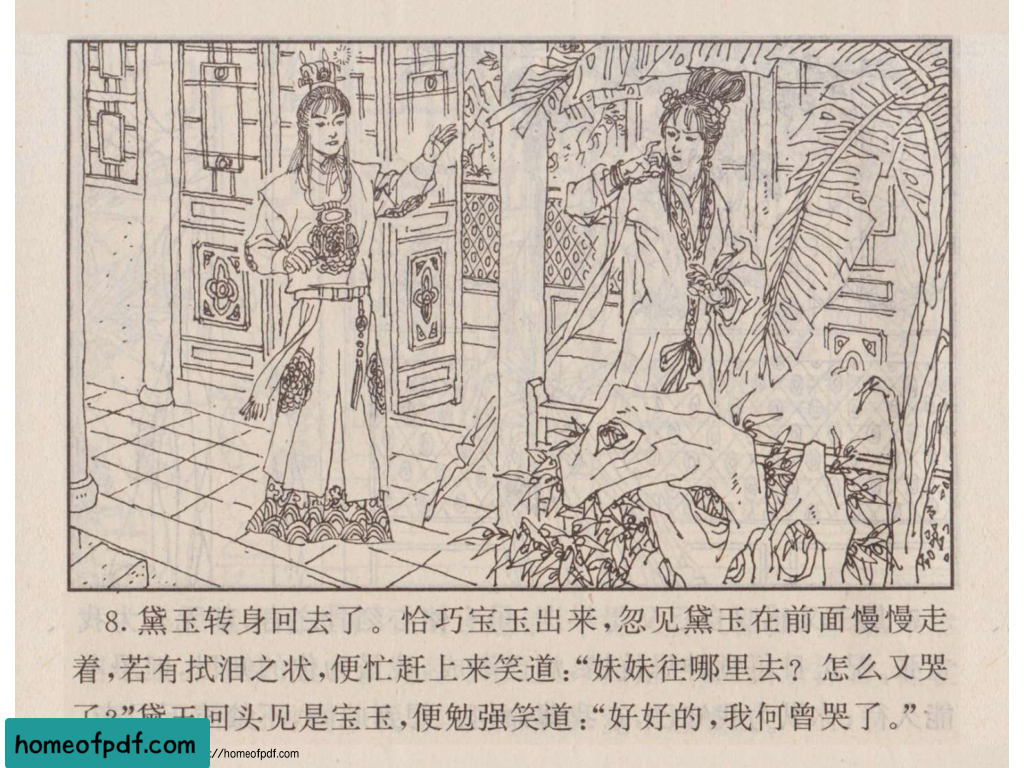 8. 黛玉转身回去了。恰巧宝玉出来,忽见黛玉在前面慢慢走
着,若有拭泪之状,便忙赶上来笑道:“妹妹往哪里去? 怎么又哭
了?”黛玉回头见是宝玉,便勉强笑道:“好好的,我何曾哭了。”
homeofpdf.com
://homeofpdf.com